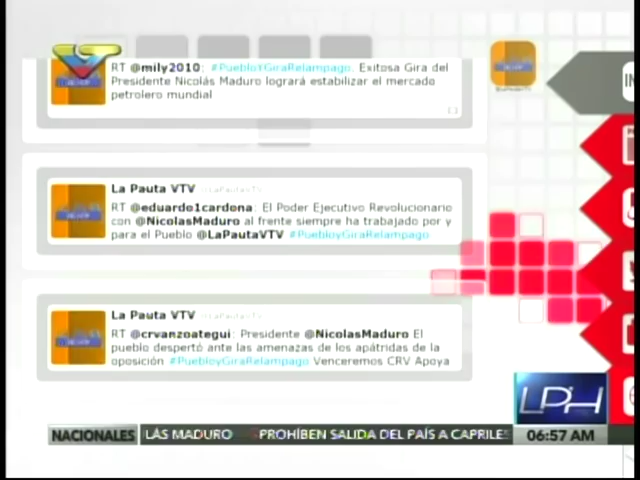 RT @mily2010: #PuebloyGiraRelampago. Exitosa Gira del
Presidente Nicolás Maduro logrará estabilizar el mercado
petrolero mundial
La Pauta VTV @LaPautaVTV
RT @eduardo1cardona: El Poder Ejecutivo Revolucionario
con @NicolasMaduro al frente siempre ha trabajado por y
para el Pueblo @LaPautaVTV #PuebloyGiraRelampago
La Pauta VTV @LaPautaVTV
RT @crvanzoategui: Presidente @NicolasMaduro El
pueblo despertó ante las amenazas de los apátridas de la
oposición #PuebloyGiraRelampago Venceremos CRV Apoya
IN
LPH
NACIONALES LÁS MADURO PROHÍBEN SALIDA DEL PAÍS A CAPRILE 06:57 AM